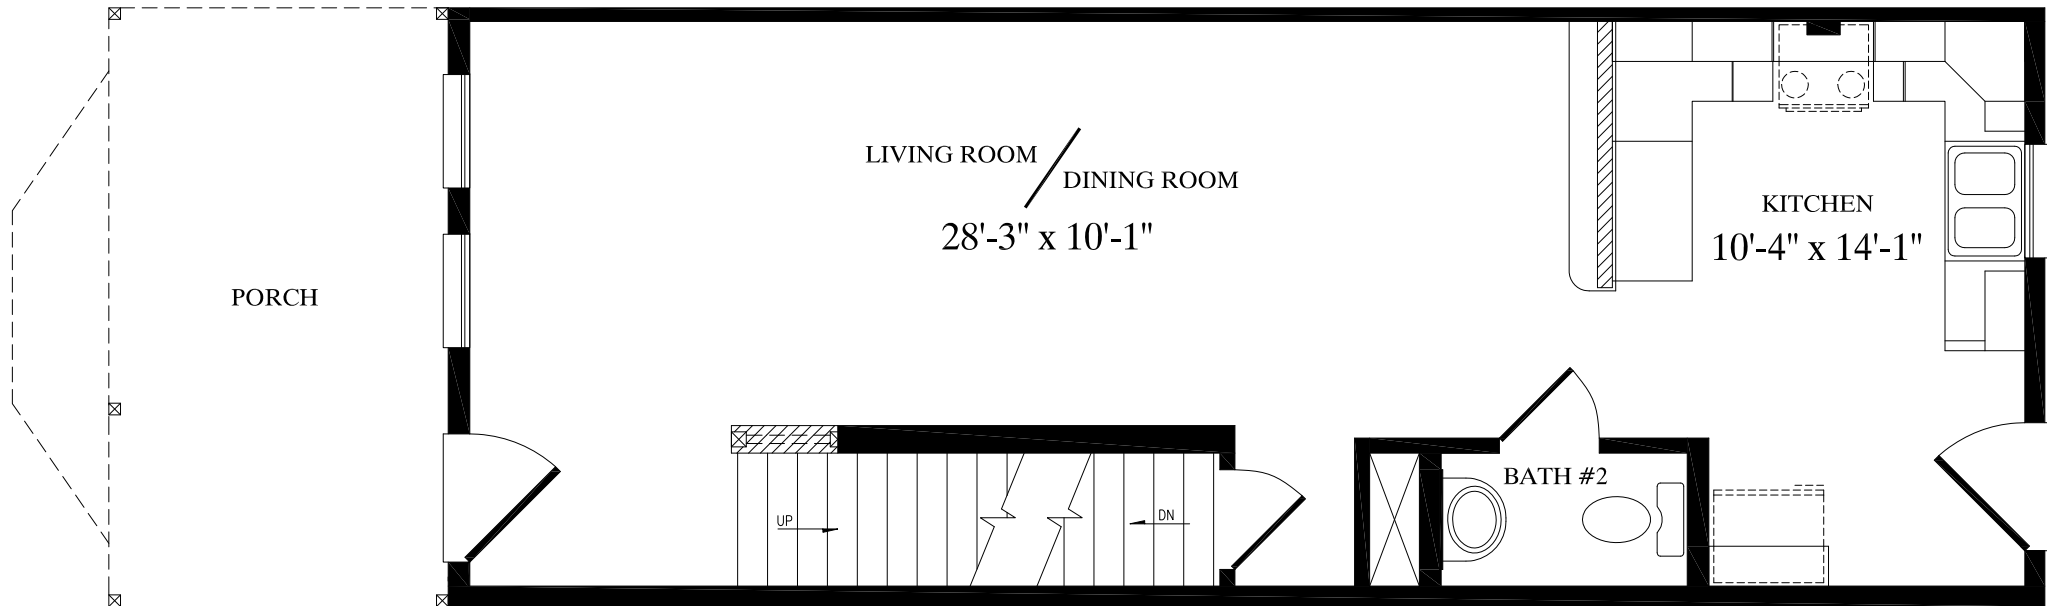 LIVING ROOM
DINING ROOM
28'-3" x 10'-1"
KITCHEN
10'-4" x 14'-1"
PORCH
BATH #2
UP
DN